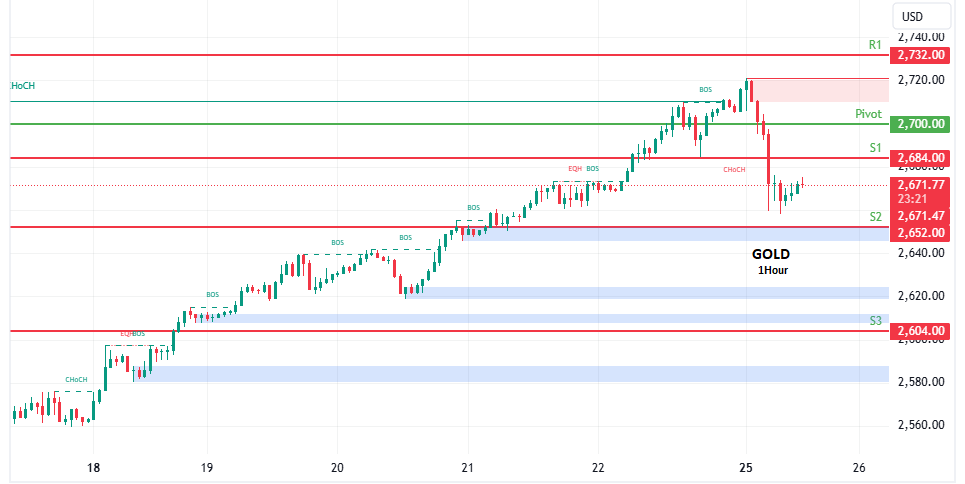 USD
2,740.00
R1
2,732.00
2,720.00
CHoCH
BOS
Pivot
2,700.00
S1
2,684.00
EQH BOS
CHoCH
2,671.77
23:21
2,671.47
BOS
S2
2,652.00
BOS
BOS
2,640.00
GOLD
1Hour
2,620.00
BOS
S3
2,604.00
EQH BOS
2,580.00
CHoCH
2,560.00
18 19 20 21 22 25 26